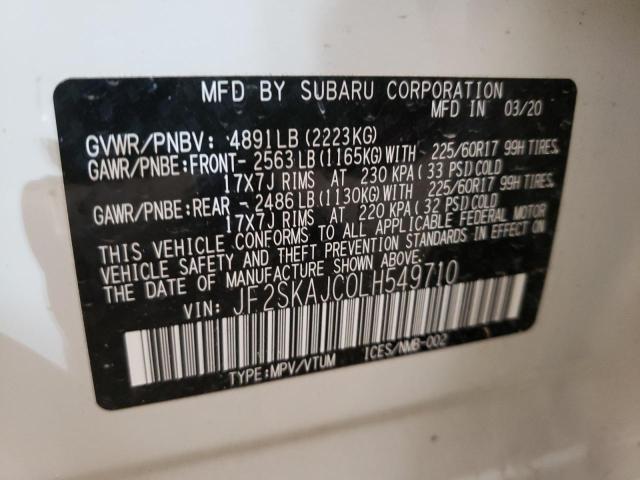 MFD BY SUBARU CORPORATION
MFD IN 03/20
GVWR/PNBV: 4891LB (2223KG)
GAWR/PNBE:FRONT- 2563LB (1165KG) WITH 225/60R17 99H TIRES,
17X7J RIMS AT 230 KPA (33 PSI) COLD
GAWR/PNBE:REAR - 2486LB (1130KG) WITH 225/60R17 99H TIRES,
17X7J RIMS AT 220 KPA (32 PSI) COLD
THIS VEHICLE CONFORMS TO ALL APPLICABLE FEDERAL MOTOR
VEHICLE SAFETY AND THEFT PREVENTION STANDARDS IN EFFECT ON
THE DATE OF MANUFACTURE SHOWN ABOVE.
VIN: JF2SKAJC0LH549710
TYPE:MPV/VTUM ICES/NMB-002